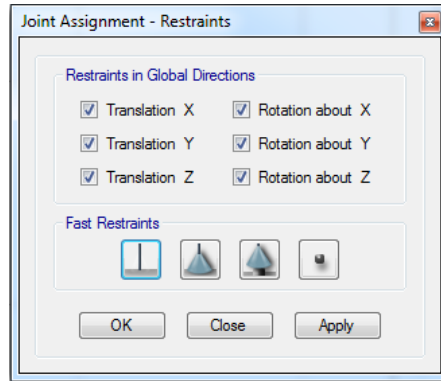 Joint Assignment - Restraints
Restraints in Global Directions
Translation X Rotation about X
Translation Y Rotation about Y
Translation Z Rotation about Z
Fast Restraints
OK Close Apply